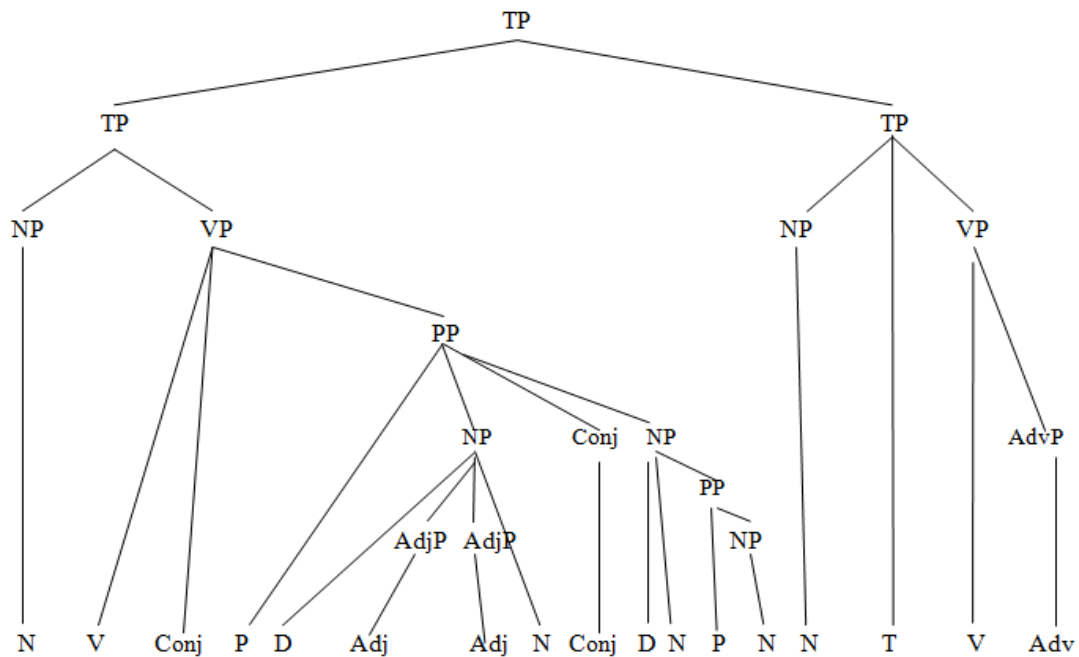 TP
TP TP
NP VP NP VP
PP
NP Conj NP AdvP
PP
AdjP AdjP NP
N V Conj P D Adj Adj N Conj D N P N N T V Adv